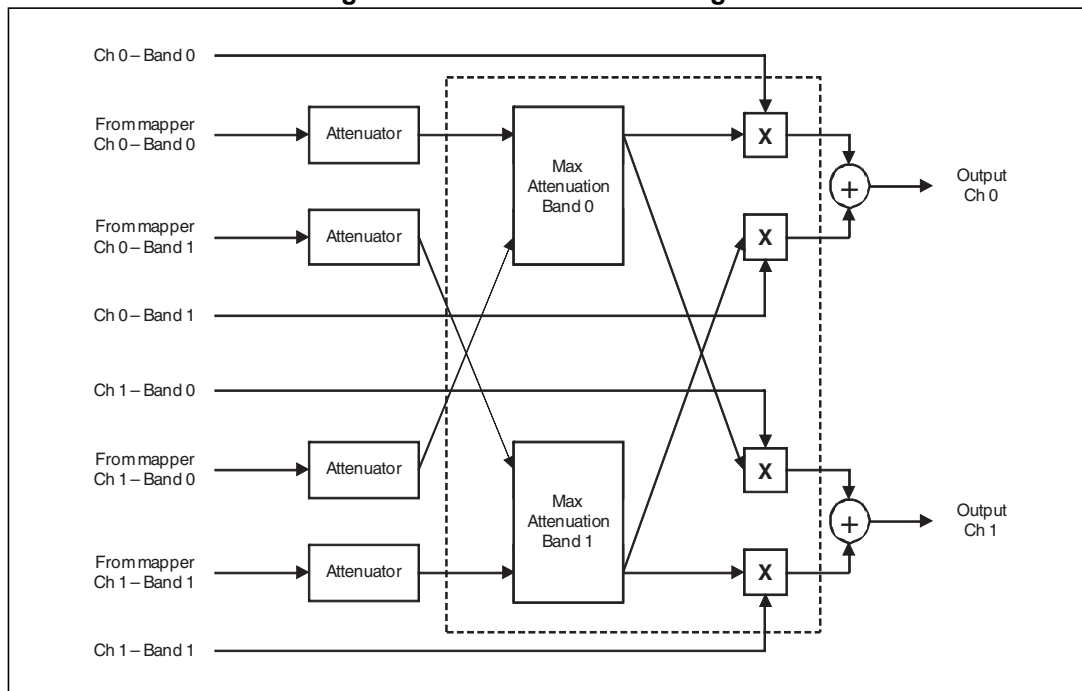 Ch 0 – Band 0
From mapper
Ch 0 – Band 0
Attenuator
Max
Attenuation
Band 0
X
From mapper
Ch 0 – Band 1
Attenuator
X
+
Output
Ch 0
Ch 0 – Band 1
Ch 1 – Band 0
From mapper
Ch 1 – Band 0
Attenuator
Max
Attenuation
Band 1
X
From mapper
Ch 1 – Band 1
Attenuator
X
+
Output
Ch 1
Ch 1 – Band 1